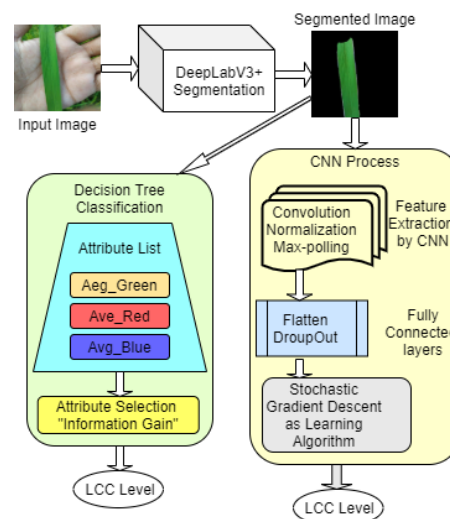 Segmented Image
DeepLabV3+
Segmentation
Input Image
Decision Tree
Classification
Attribute List
Aeg_Green
Ave_Red
Avg_Blue
Attribute Selection
"Information Gain"
LCC Level
CNN Process
Convolution
Normalization
Max-polling
Feature
Extraction
by CNN
Flatten
DroupOut
Fully
Connected
layers
Stochastic
Gradient Descent
as Learning
Algorithm
LCC Level